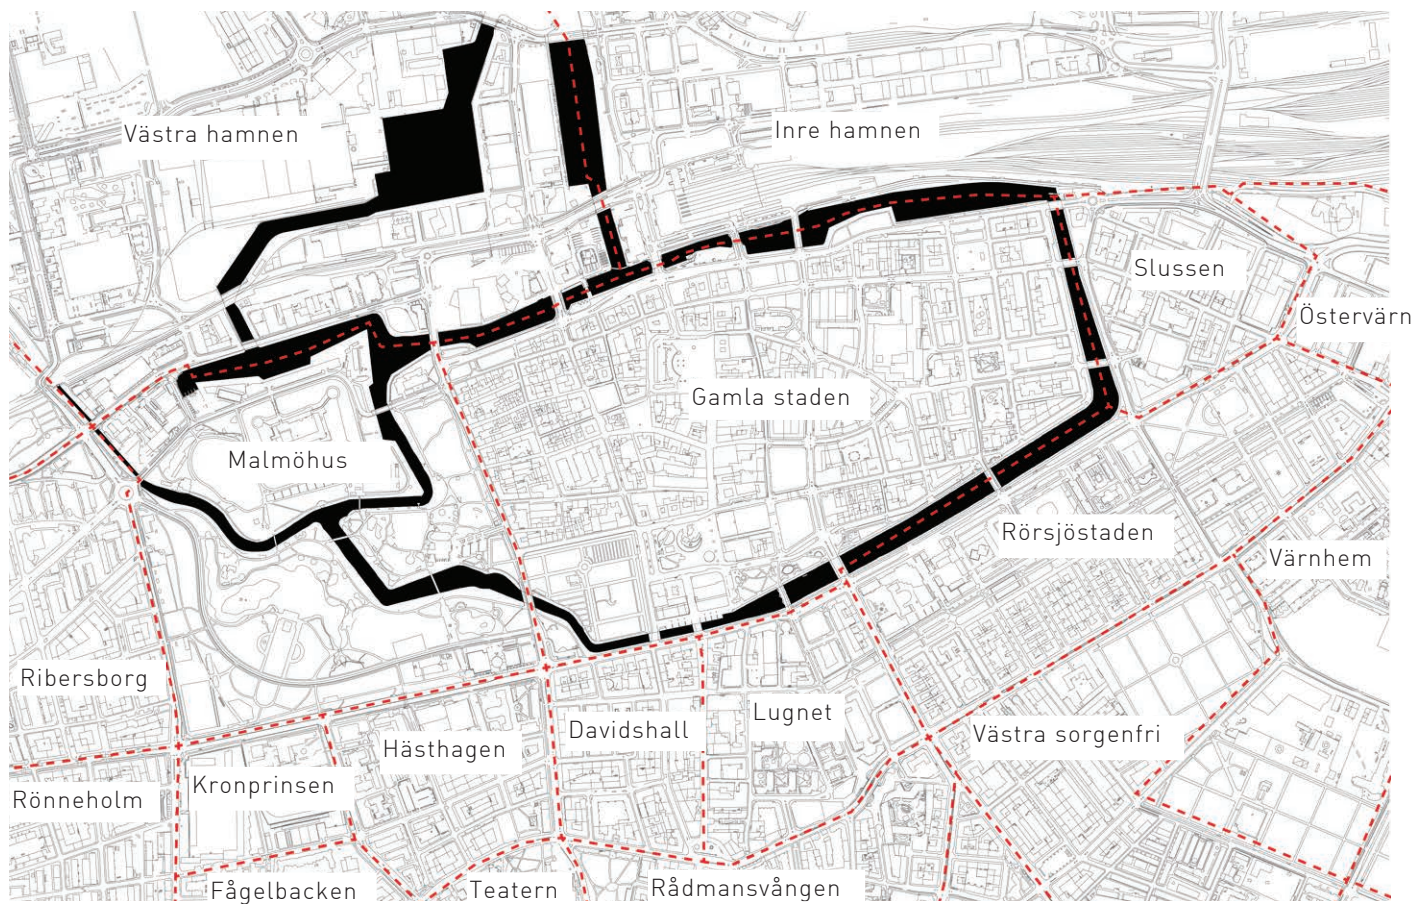 Västra hamnen
Inre hamnen
Slussen
Östervärn
Gamla staden
Malmöhus
Rörsjöstaden
Värnhem
Ribersborg
Lugnet
Davidshall
Västra sorgenfri
Hästhagen
Kronprinsen
Rönneholm
Fågelbacken
Teatern
Rådmansvången